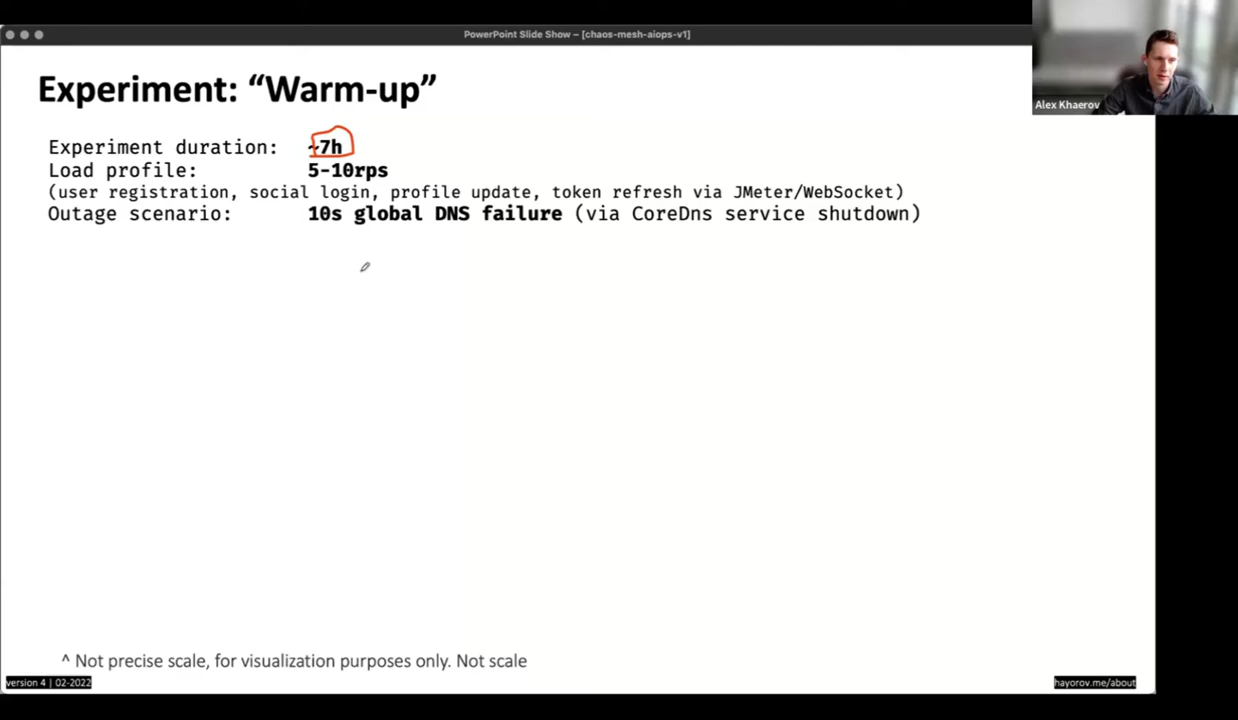 PowerPoint Slide Show – [chaos-mesh-aiops-v1]
Experiment: “Warm-up”
Alex Khaerov
Experiment duration: ~7h
Load profile: 5-10rps
(user registration, social login, profile update, token refresh via JMeter/WebSocket)
Outage scenario: 10s global DNS failure (via CoreDns service shutdown)
^ Not precise scale, for visualization purposes only. Not scale
version 4 | 02-2022
hayorov.me/about